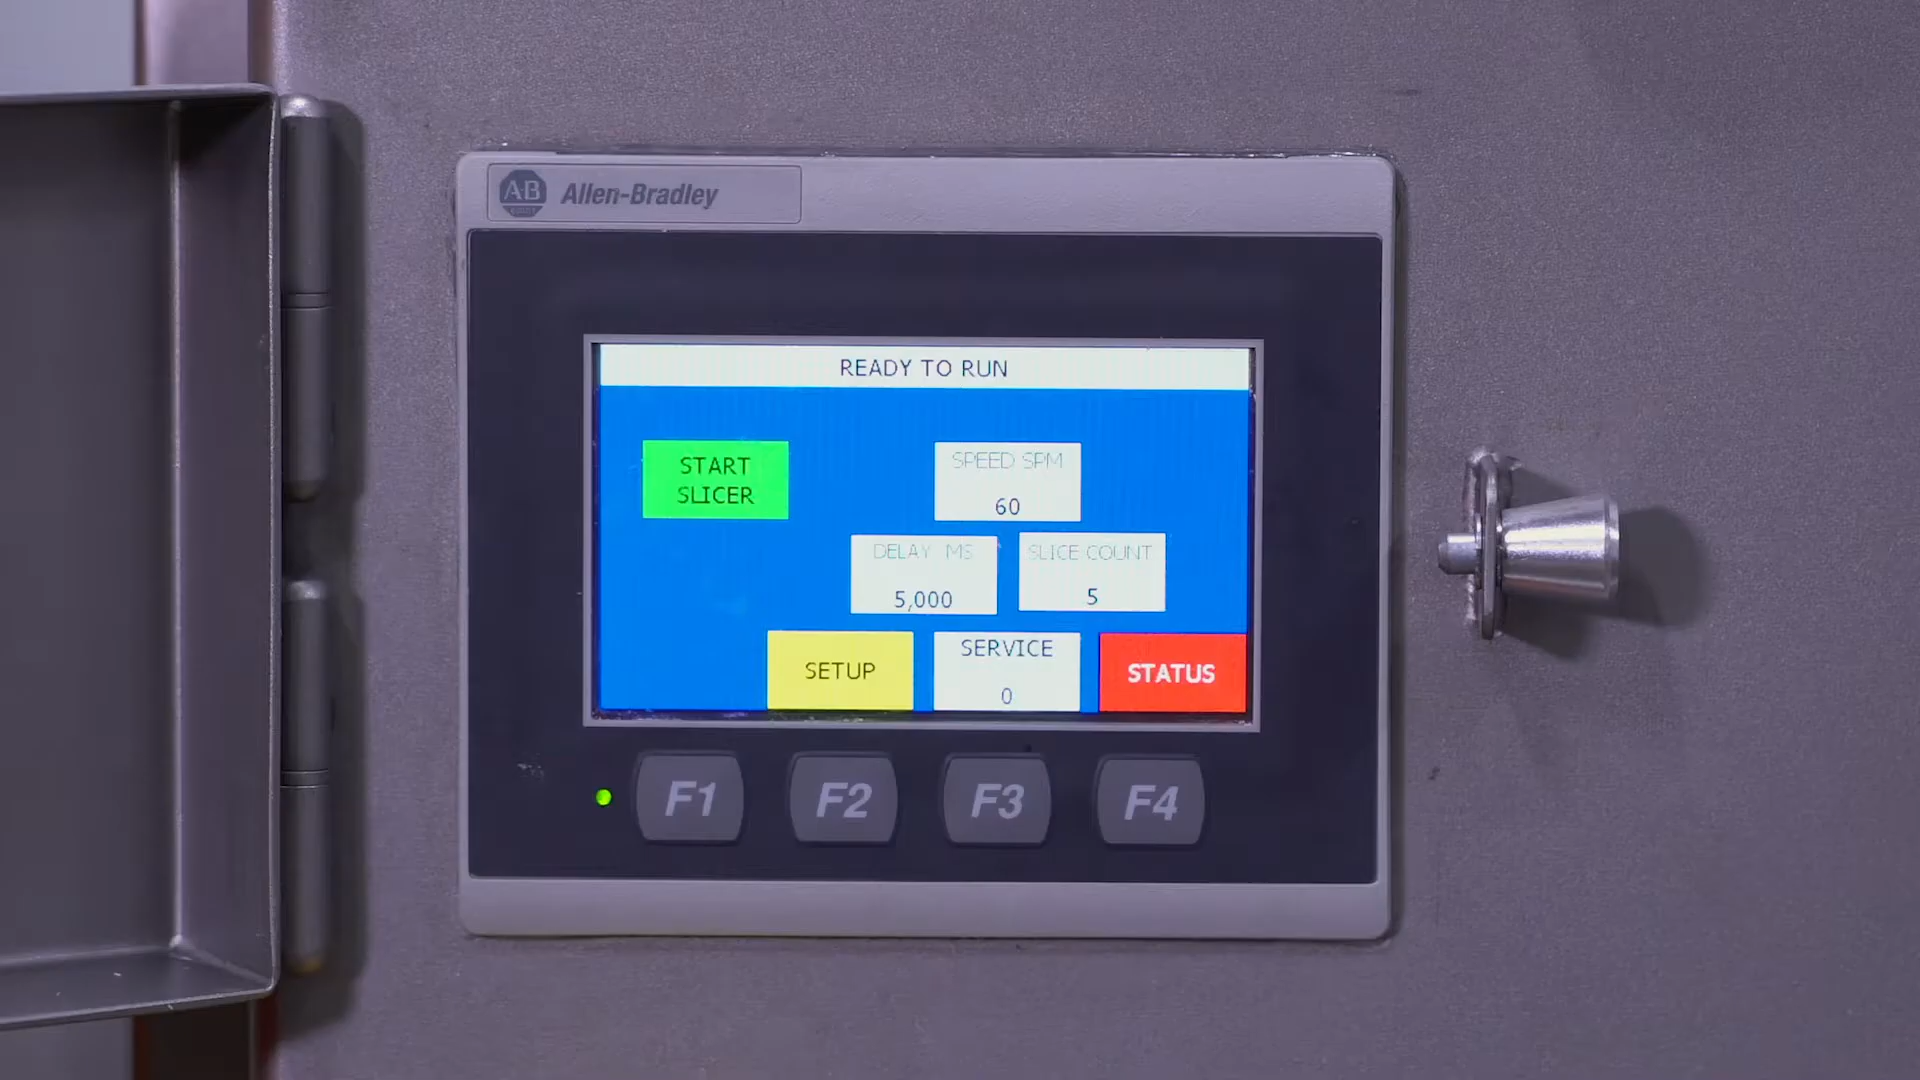 AB
Allen-Bradley
READY TO RUN
START
SLICER
SPEED SPM
60
DELAY MS
5,000
SLICE COUNT
5
SETUP
SERVICE
0
STATUS
F1
F2
F3
F4